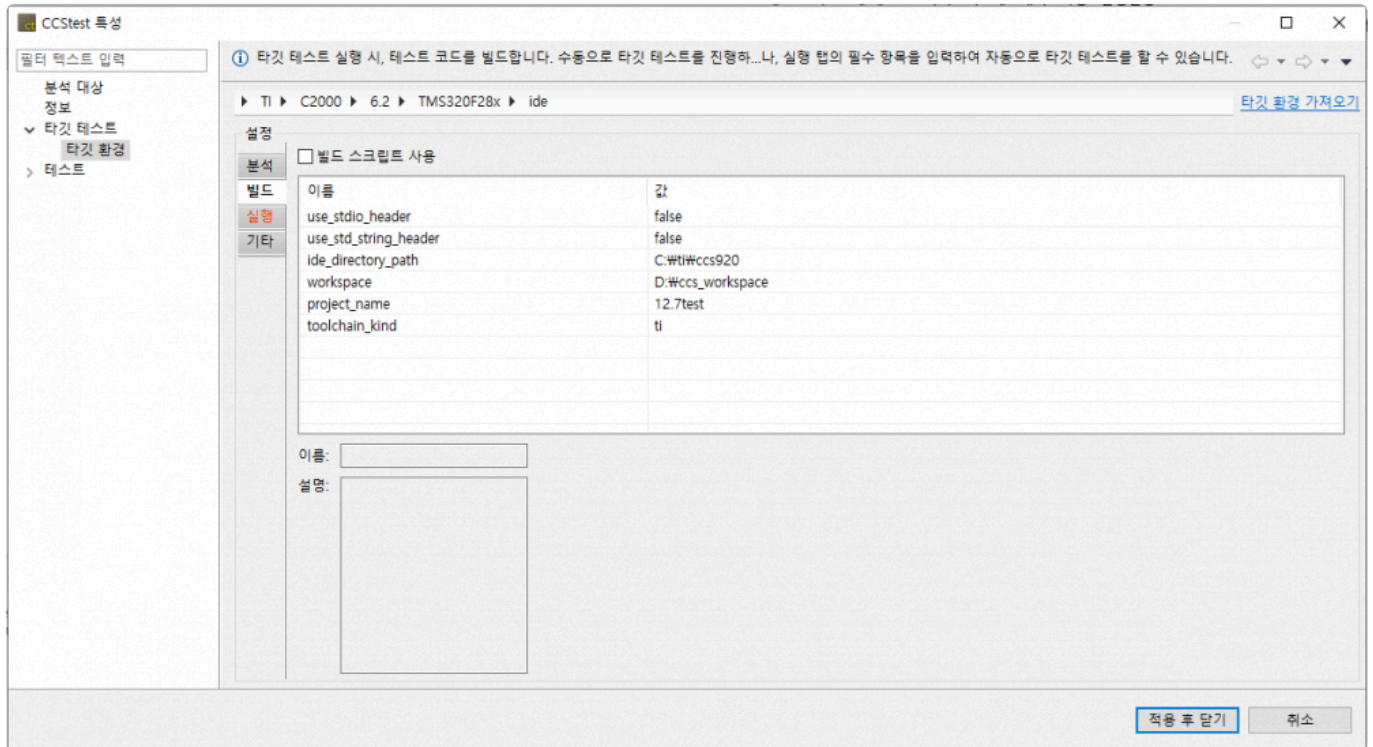 CCStest 특성
필터 텍스트 입력
분석 대상
정보
타깃 테스트
타깃 환경
테스트
타깃 테스트 실행 시, 테스트 코드를 빌드합니다. 수동으로 타깃 테스트를 진행하...나, 실행 탭의 필수 항목을 입력하여 자동으로 타깃 테스트를 할 수 있습니다.
TI C2000 6.2 TMS320F28x ide
타깃 환경 가져오기
설정
분석
빌드
실행
기타
빌드 스크립트 사용
이름 값
use_stdio_header false
use_std_string_header false
ide_directory_path C:₩ti₩ccs920
workspace D:₩ccs_workspace
project_name 12.7test
toolchain_kind ti
이름:
설명:
적용 후 닫기 취소